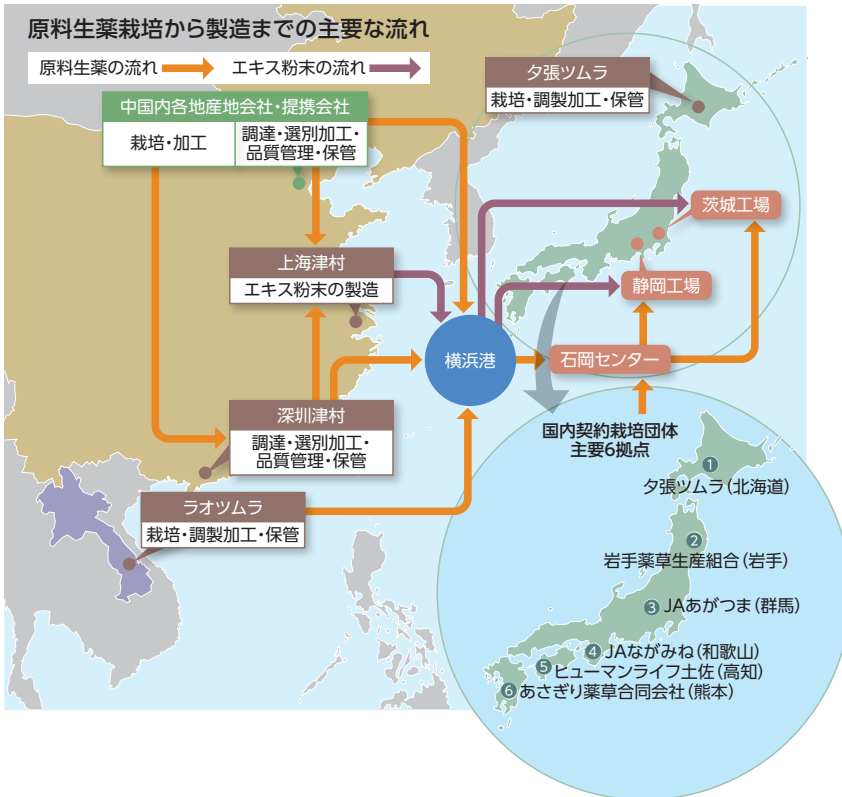 原料生薬栽培から製造までの主要な流れ
原料生薬の流れ
エキス粉末の流れ
中国内各地産地会社・提携会社
栽培・加工
調達・選別加工・
品質管理・保管
夕張ツムラ
栽培・調製加工・保管
茨城工場
上海津村
エキス粉末の製造
静岡工場
横浜港
石岡センター
深圳津村
調達・選別加工・
品質管理・保管
国内契約栽培団体
主要6拠点
ラオツムラ
栽培・調製加工・保管
1
夕張ツムラ(北海道)
2
岩手薬草生産組合(岩手)
3 JAあがつま(群馬)
4 JAながみね(和歌山)
5 ヒューマンライフ土佐(高知)
6 あさぎり薬草合同会社(熊本)